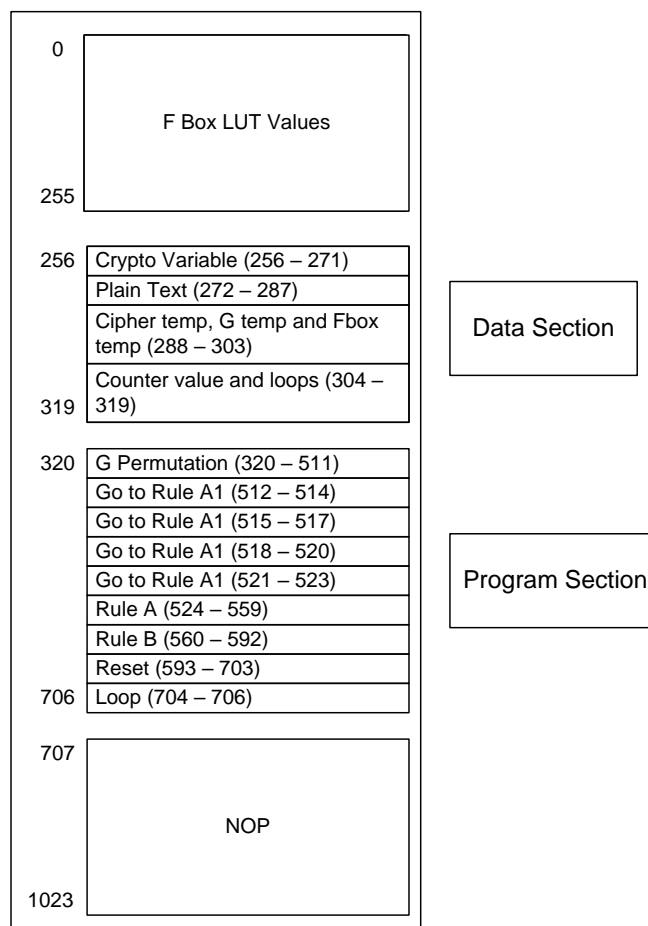 0
F Box LUT Values
255
256
Crypto Variable (256 – 271)
Plain Text (272 – 287)
Cipher temp, G temp and Fbox
temp (288 – 303)
Counter value and loops (304 –
319)
319
Data Section
320
G Permutation (320 – 511)
Go to Rule A1 (512 – 514)
Go to Rule A1 (515 – 517)
Go to Rule A1 (518 – 520)
Go to Rule A1 (521 – 523)
Rule A (524 – 559)
Rule B (560 – 592)
Reset (593 – 703)
706
Loop (704 – 706)
Program Section
707
NOP
1023